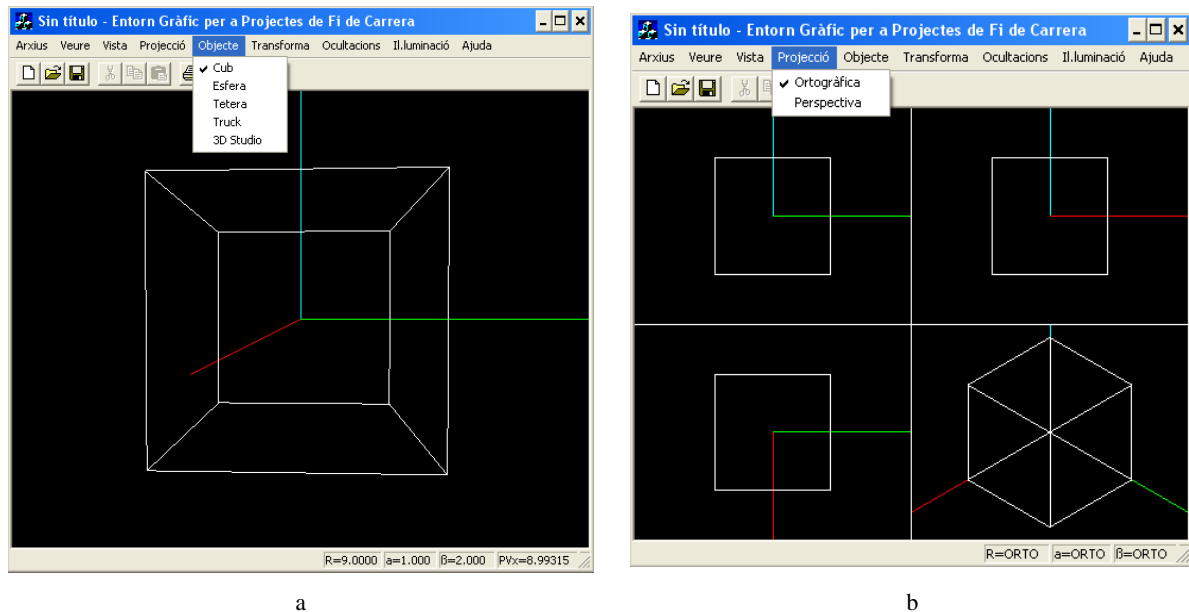 Sin título - Entorn Gràfic per a Projectes de Fi de Carrera
Arxius Veure Vista Projecció Objecte Transforma Ocultacions Il.luminació Ajuda
Cub
Esfera
Tetera
Truck
3D Studio
R=9.0000 a=1.000 ß=2.000 PVx=8.99315
a
Sin título - Entorn Gràfic per a Projectes de Fi de Carrera
Arxius Veure Vista Projecció Objecte Transforma Ocultacions Il.luminació Ajuda
Ortogràfica
Perspectiva
R=ORTO a=ORTO ß=ORTO
b